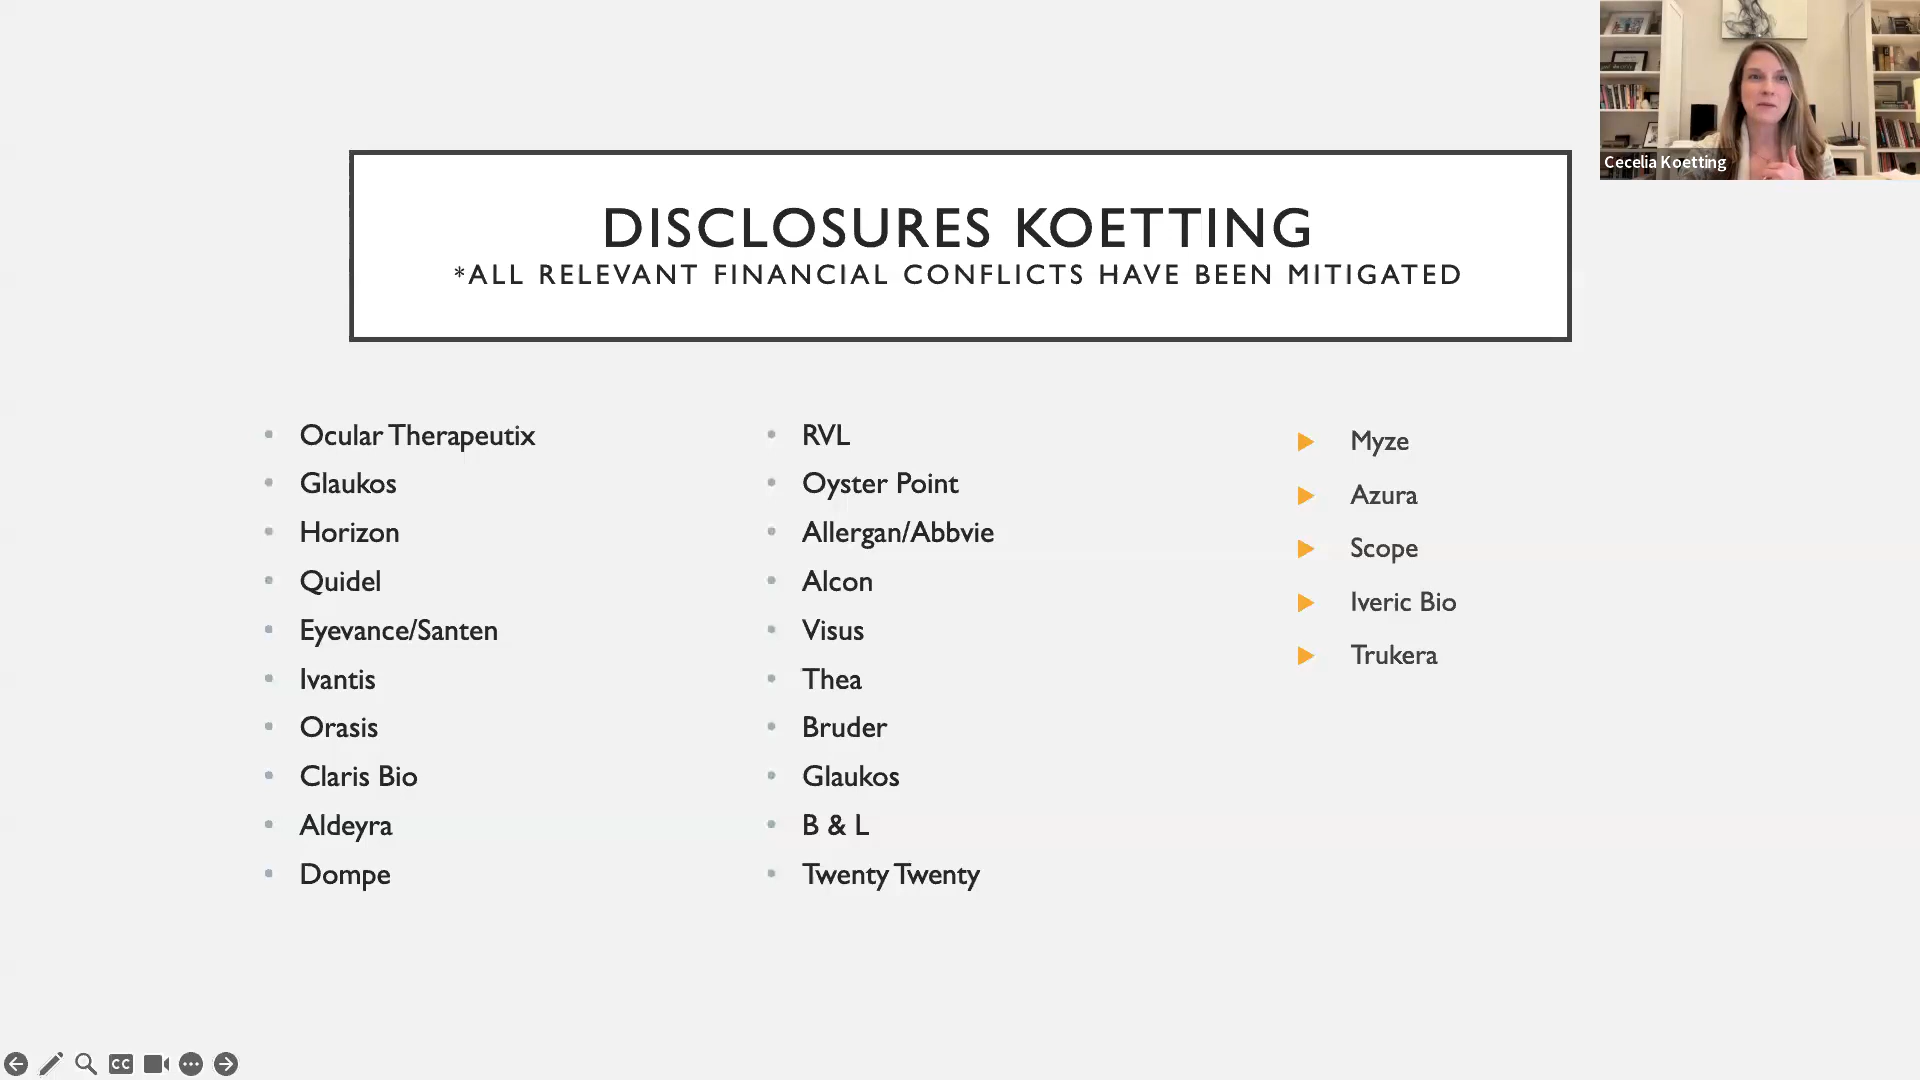 DISCLOSURES KOETTING
*ALL RELEVANT FINANCIAL CONFLICTS HAVE BEEN MITIGATED
Ocular Therapeutix
Glaukos
Horizon
Quidel
Eyevance/Santen
Ivantis
Orasis
Claris Bio
Aldeyra
Dompe
RVL
Oyster Point
Allergan/Abbvie
Alcon
Visus
Thea
Bruder
Glaukos
B & L
Twenty Twenty
Myze
Azura
Scope
Iveric Bio
Trukera
Cecelia Koetting
CC